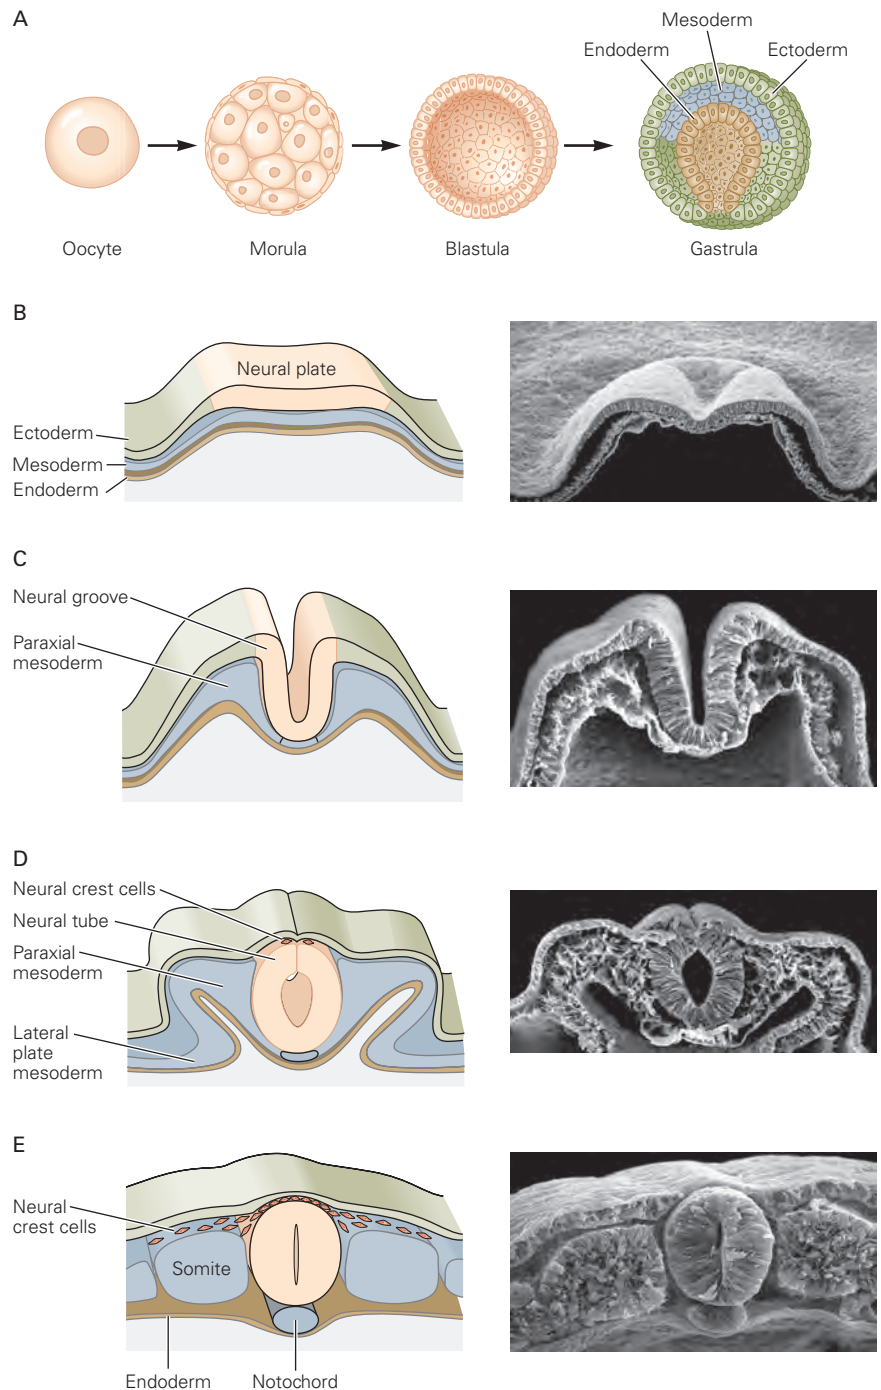 A
Mesoderm
Endoderm
Ectoderm
Oocyte
Morula
Blastula
Gastrula
B
Neural plate
Ectoderm
Mesoderm
Endoderm
C
Neural groove
Paraxial
mesoderm
D
Neural crest cells
Neural tube
Paraxial
mesoderm
Lateral
plate
mesoderm
E
Neural
crest cells
Somite
Endoderm
Notochord